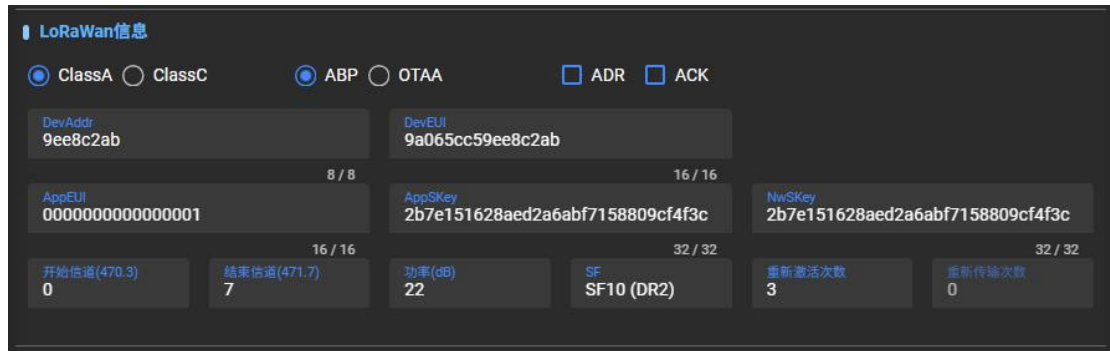 LoRaWan信息
ClassA ClassC ABP OTAA ADR ACK
DevAddr DevEUI
9ee8c2ab 9a065cc59ee8c2ab
8 / 8 16 / 16
AppEUI AppSKey NwSKey
0000000000000001 2b7e151628aed2a6abf7158809cf4f3c 2b7e151628aed2a6abf7158809cf4f3c
16 / 16 32 / 32 32 / 32
开始信道(470.3) 结束信道(471.7) 功率(dB) SF 重新激活次数 重新传输次数
0 7 22 SF10 (DR2) 3 0